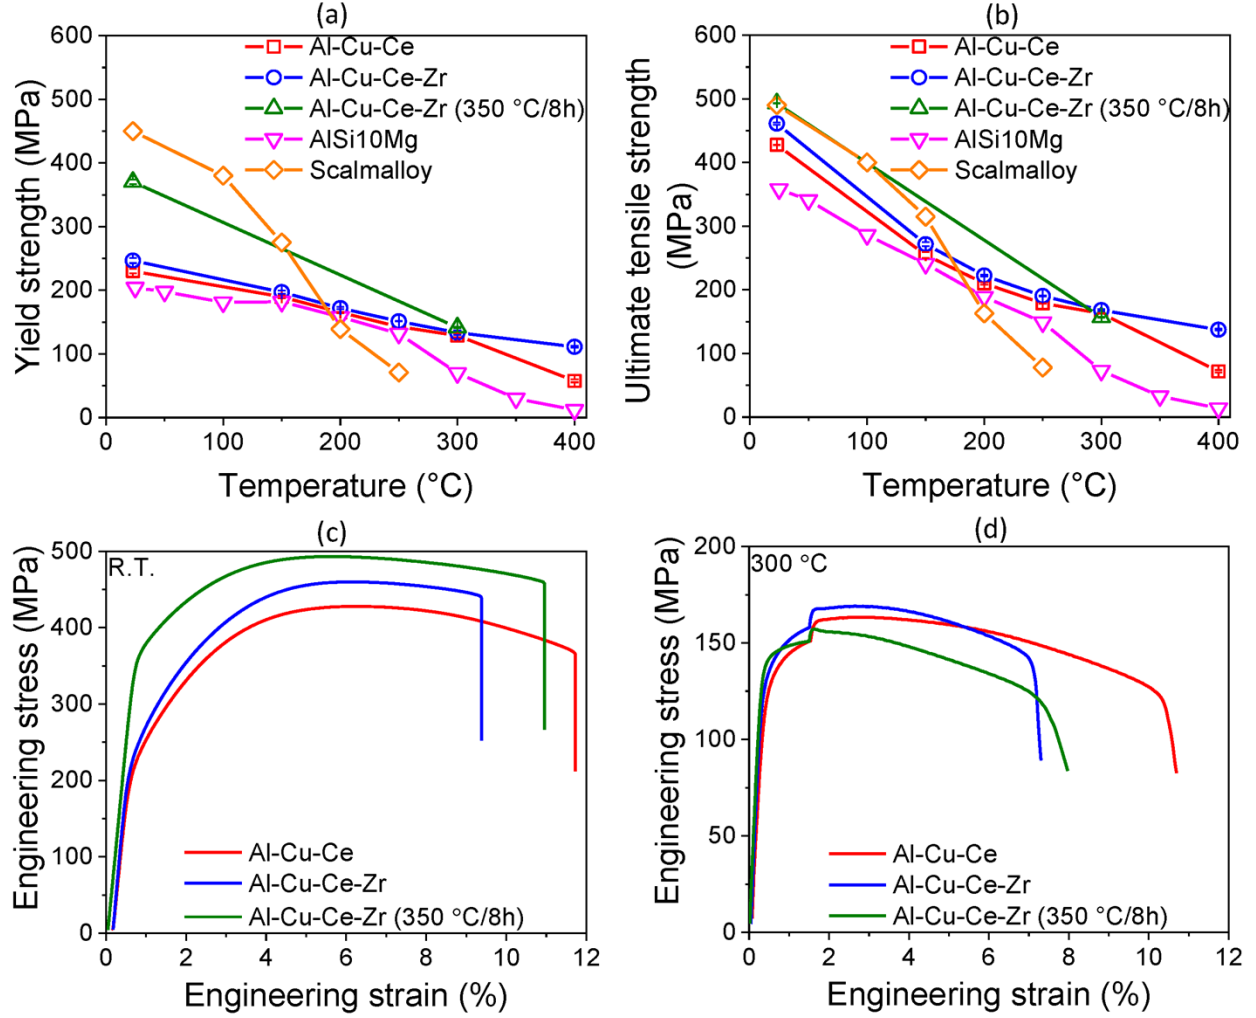 (a)
Yield strength (MPa)
600
500
400
300
200
100
0
Al-Cu-Ce
Al-Cu-Ce-Zr
Al-Cu-Ce-Zr (350 °C/8h)
AlSi10Mg
Scalmalloy
0 100 200 300 400
Temperature (°C)
(b)
Ultimate tensile strength
(MPa)
600
500
400
300
200
100
0
Al-Cu-Ce
Al-Cu-Ce-Zr
Al-Cu-Ce-Zr (350 °C/8h)
AlSi10Mg
Scalmalloy
0 100 200 300 400
Temperature (°C)
(c)
Engineering stress (MPa)
500
400
300
200
100
0
R.T.
Al-Cu-Ce
Al-Cu-Ce-Zr
Al-Cu-Ce-Zr (350 °C/8h)
0 2 4 6 8 10 12
Engineering strain (%)
(d)
Engineering stress (MPa)
200
150
100
50
0
300 °C
Al-Cu-Ce
Al-Cu-Ce-Zr
Al-Cu-Ce-Zr (350 °C/8h)
0 2 4 6 8 10 12
Engineering strain (%)